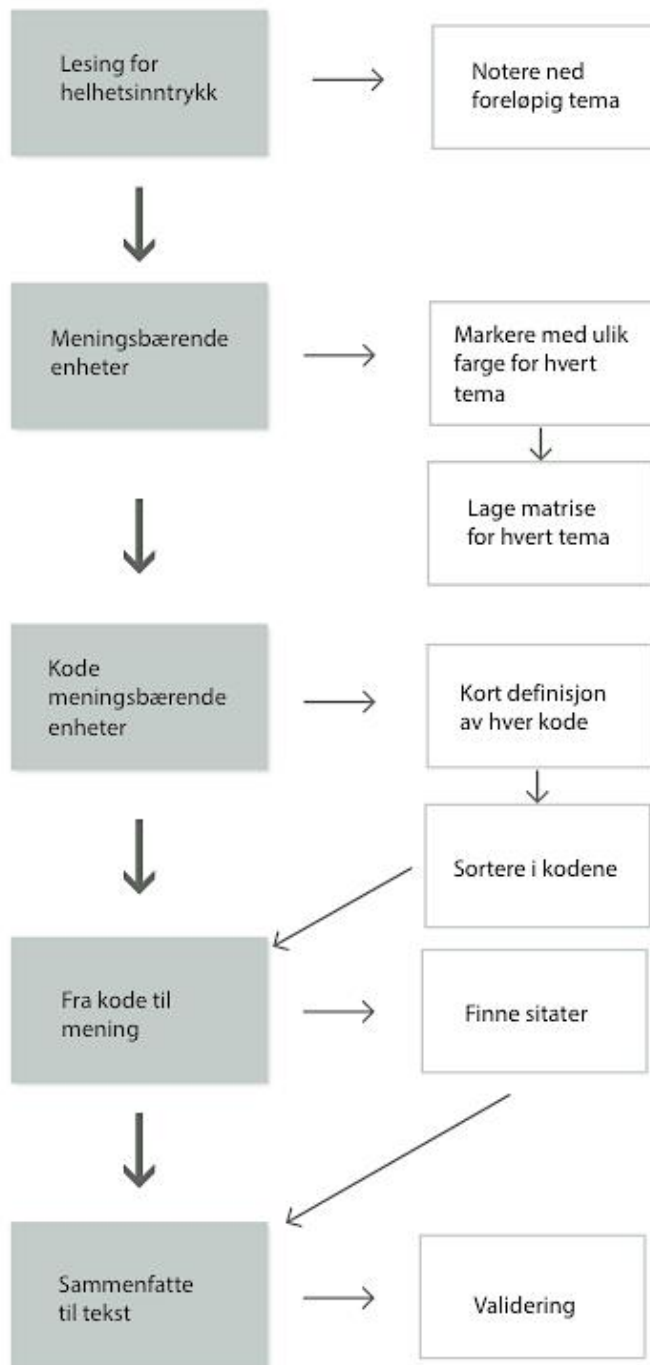 Lesing for
helhetsinntrykk
Notere ned
foreløpig tema
Meningsbærende
enheter
Markere med ulik
farge for hvert
tema
Lage matrise
for hvert tema
Kode
meningsbærende
enheter
Kort definisjon
av hver kode
Sortere i kodene
Fra kode til
mening
Finne sitater
Sammenfatte
til tekst
Validering